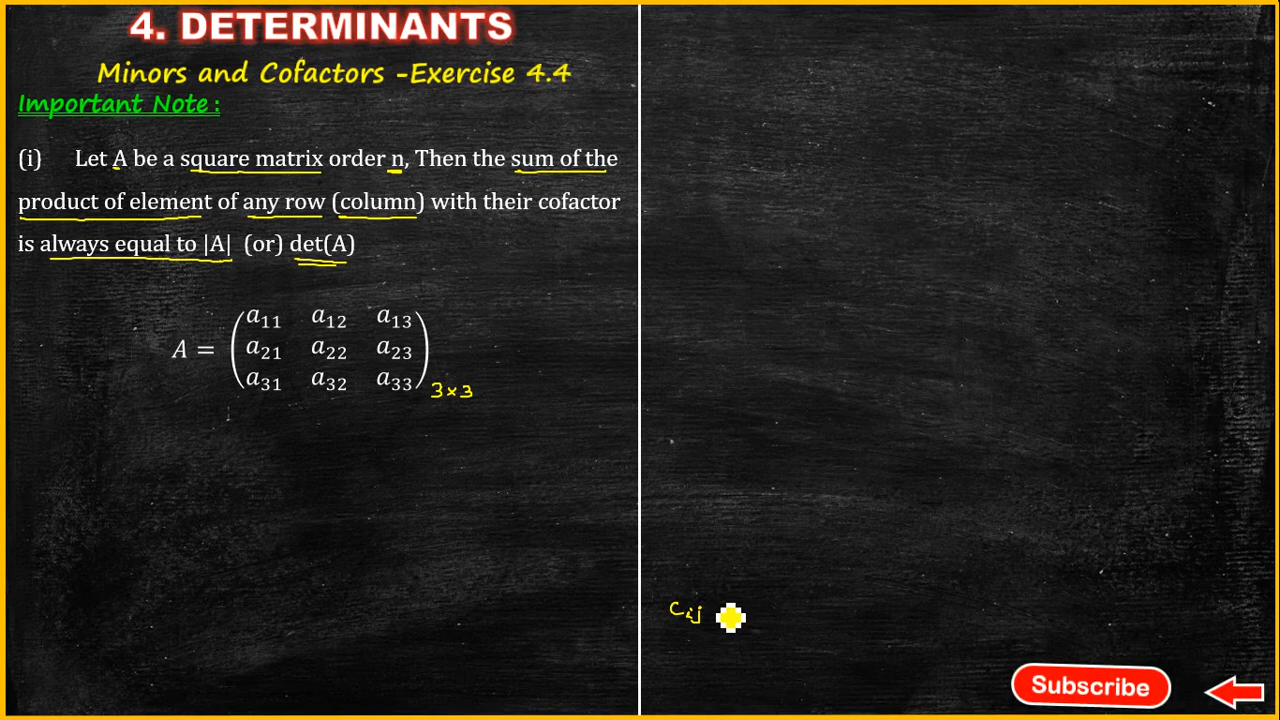 4. DETERMINANTS
Minors and Cofactors -Exercise 4.4
Important Note :
(i) Let A be a square matrix order n, Then the sum of the
product of element of any row (column) with their cofactor
is always equal to |A| (or) det(A)
a₁₁ a₁₂ a₁₃
A = a₂₁ a₂₂ a₂₃
a₃₁ a₃₂ a₃₃
3×3
Cᵢⱼ
Subscribe